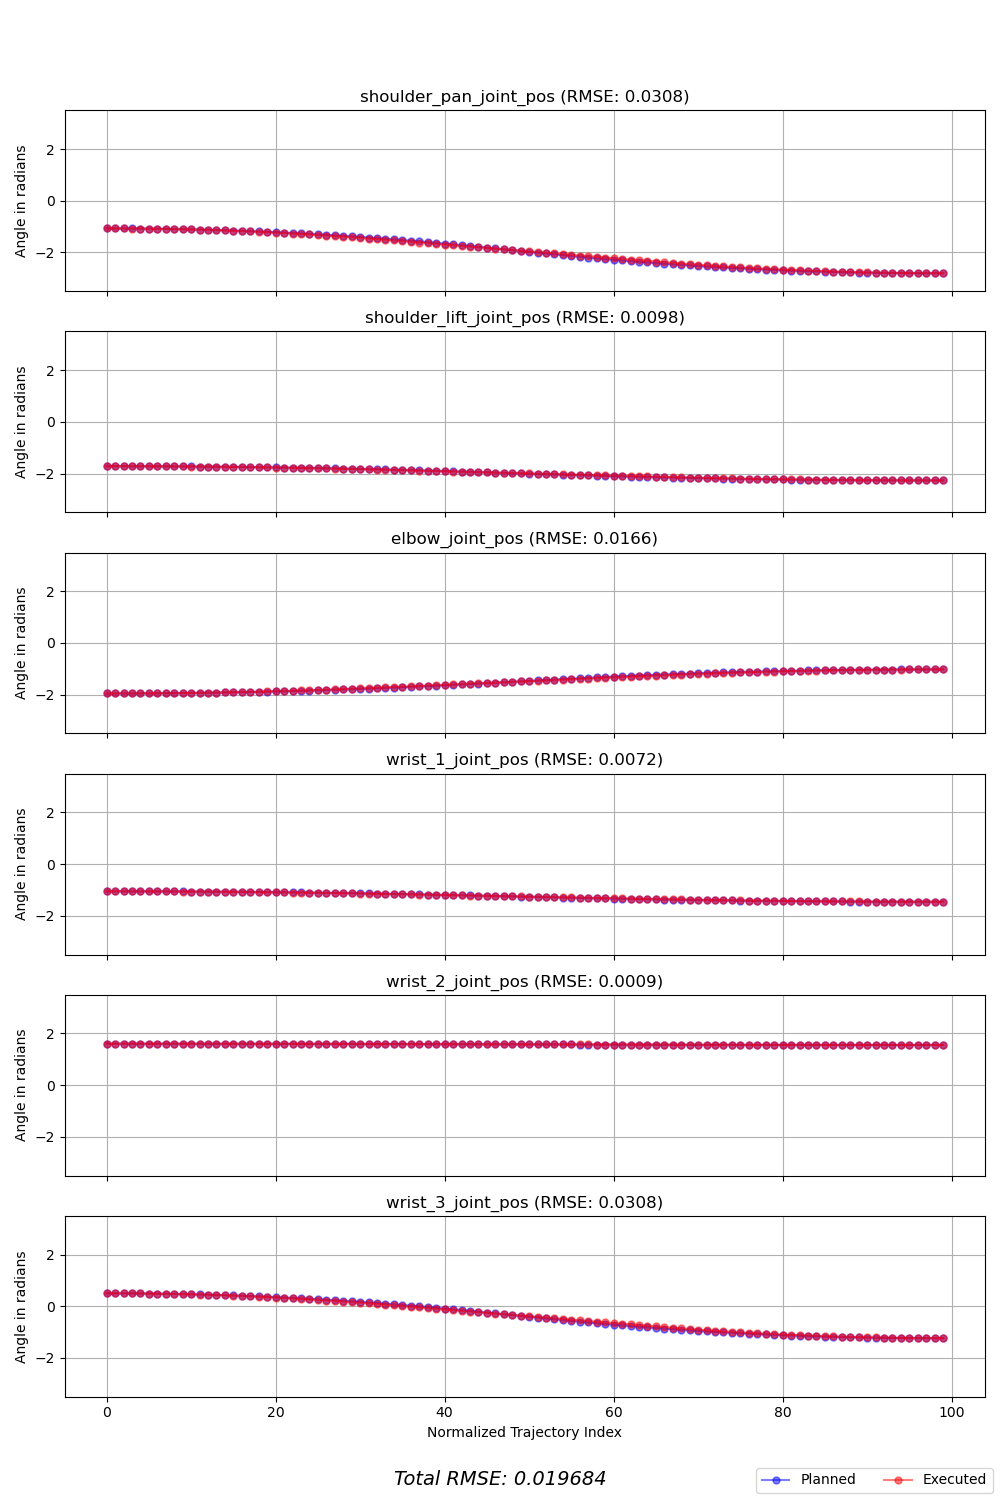 shoulder_pan_joint_pos (RMSE: 0.0308)
Angle in radians
2
0
−2
shoulder_lift_joint_pos (RMSE: 0.0098)
Angle in radians
2
0
−2
elbow_joint_pos (RMSE: 0.0166)
Angle in radians
2
0
−2
wrist_1_joint_pos (RMSE: 0.0072)
Angle in radians
2
0
−2
wrist_2_joint_pos (RMSE: 0.0009)
Angle in radians
2
0
−2
wrist_3_joint_pos (RMSE: 0.0308)
Angle in radians
2
0
−2
0 20 40 60 80 100
Normalized Trajectory Index
Total RMSE: 0.019684
Planned Executed